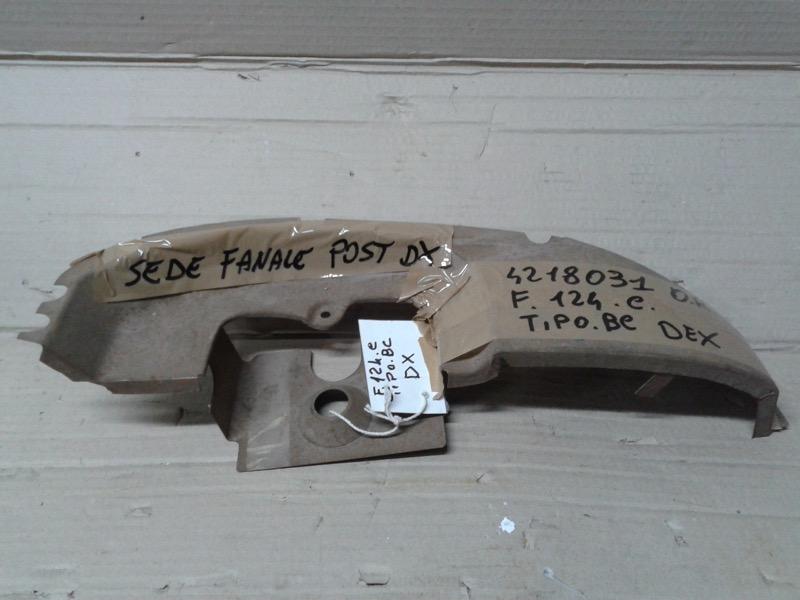 SEDE FANALE POST DX
4218031
F. 124. C.
TIPO. BC DEX
F. 124. C
TIPO. BC
DX